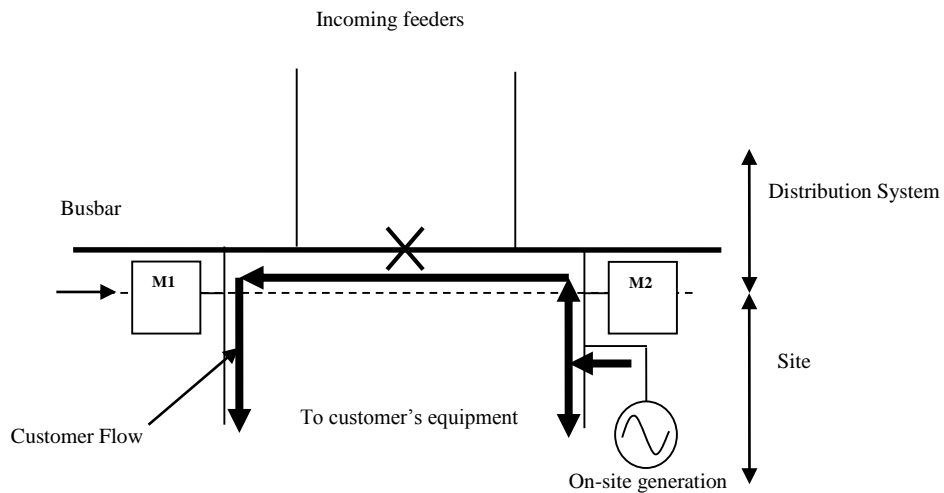 Incoming feeders
Distribution System
Busbar
M1
M2
Site
To customer’s equipment
Customer Flow
On-site generation